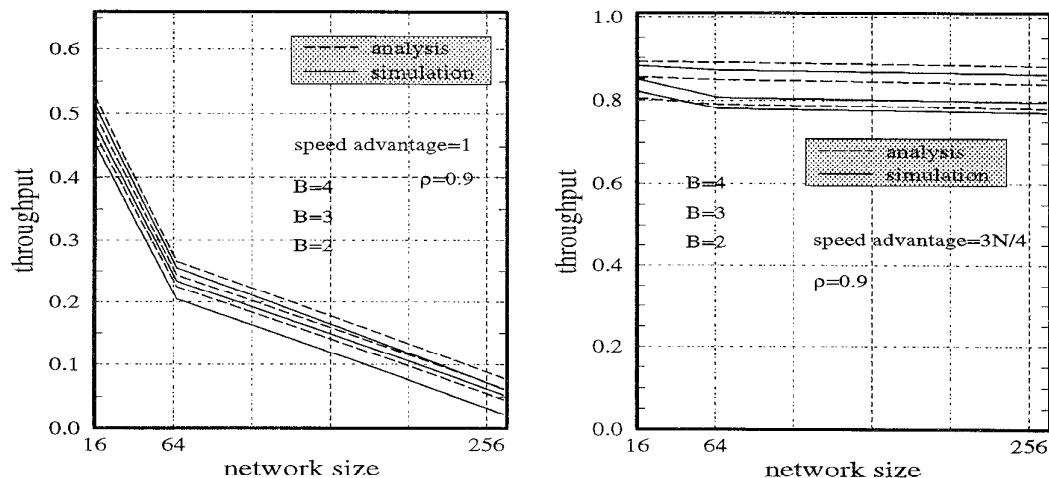 0.6
0.5
0.4
0.3
0.2
0.1
0.0
throughput
analysis
simulation
speed advantage=1
B=4
ρ=0.9
B=3
B=2
16
64
256
network size
1.0
0.8
0.6
0.4
0.2
0.0
throughput
analysis
simulation
B=4
B=3
B=2
speed advantage=3N/4
ρ=0.9
16
64
256
network size